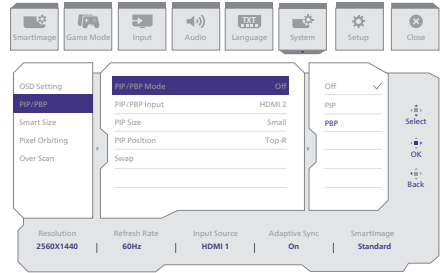 SmartImage
Game Mode
Input
Audio
TXT
Language
System
Setup
Close
OSD Setting
PIP/PBP
Smart Size
Pixel Orbiting
Over Scan
PIP/PBP Mode Off
PIP/PBP Input HDMI 2
PIP Size Small
PIP Position Top-R
Swap
Off
PIP
PBP
Select
OK
Back
Resolution Refresh Rate Input Source Adaptive Sync SmartImage
2560X1440 | 60Hz | HDMI 1 | On | Standard